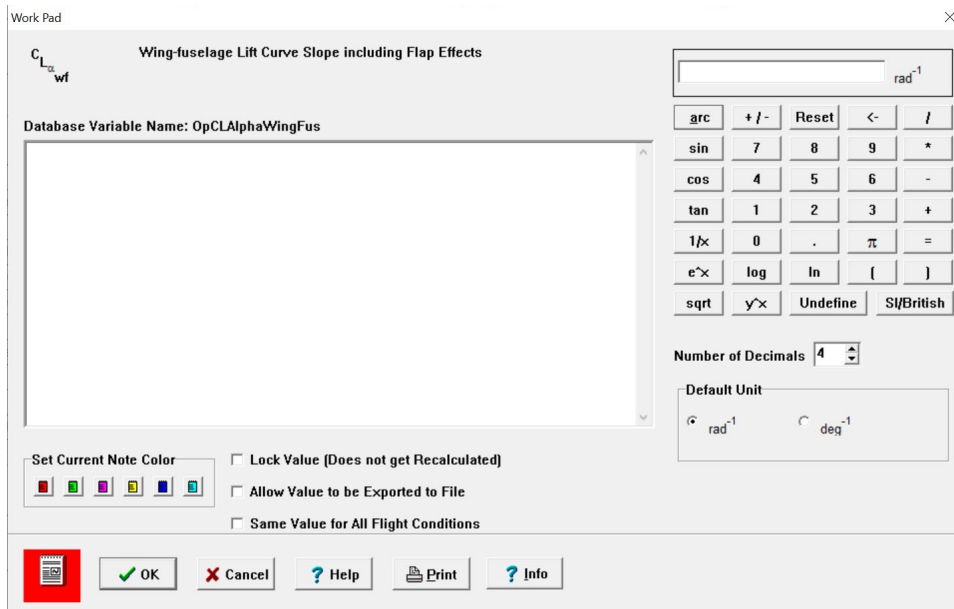 Work Pad
C L α wf
Wing-fuselage Lift Curve Slope including Flap Effects
rad-1
Database Variable Name: OpCLAlphaWingFus
arc +/- Reset <- /
sin 7 8 9 *
cos 4 5 6 -
tan 1 2 3 +
1/x 0 . π =
e^x log ln ( )
sqrt y^x Undefine SI/British
Number of Decimals 4
Default Unit
rad-1 deg-1
Set Current Note Color
Lock Value (Does not get Recalculated)
Allow Value to be Exported to File
Same Value for All Flight Conditions
OK Cancel ? Help Print ? Info